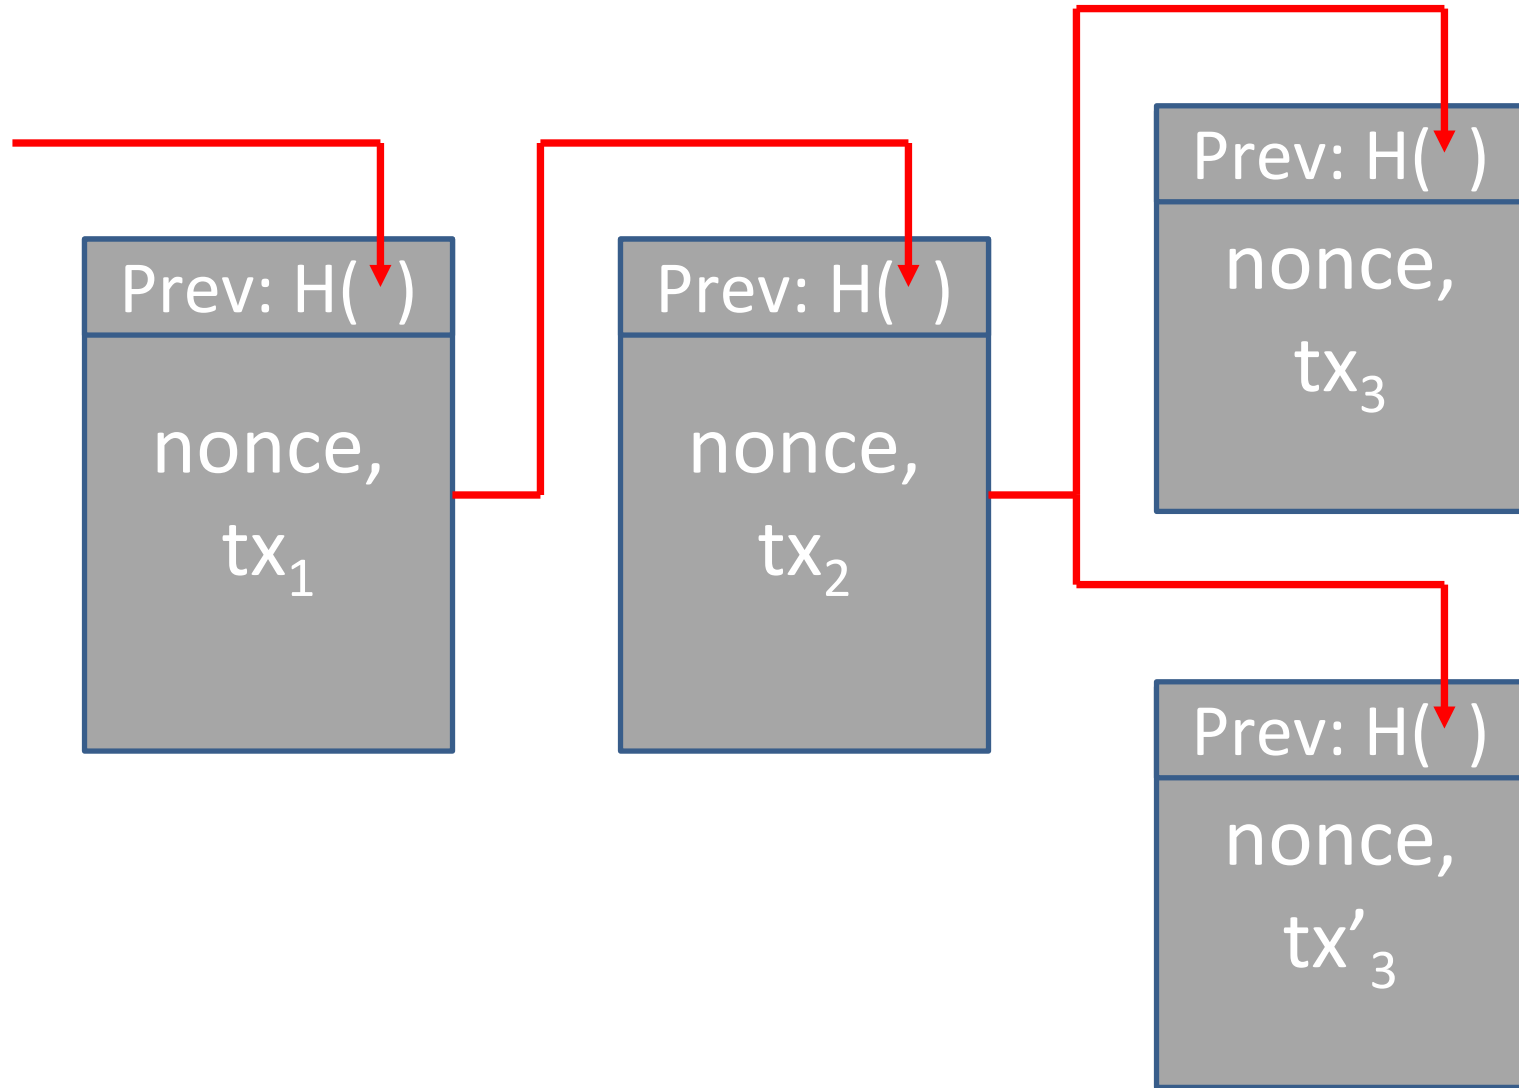 Prev: H( )
nonce,
tx₁
Prev: H( )
nonce,
tx₂
Prev: H( )
nonce,
tx₃
Prev: H( )
nonce,
tx’₃